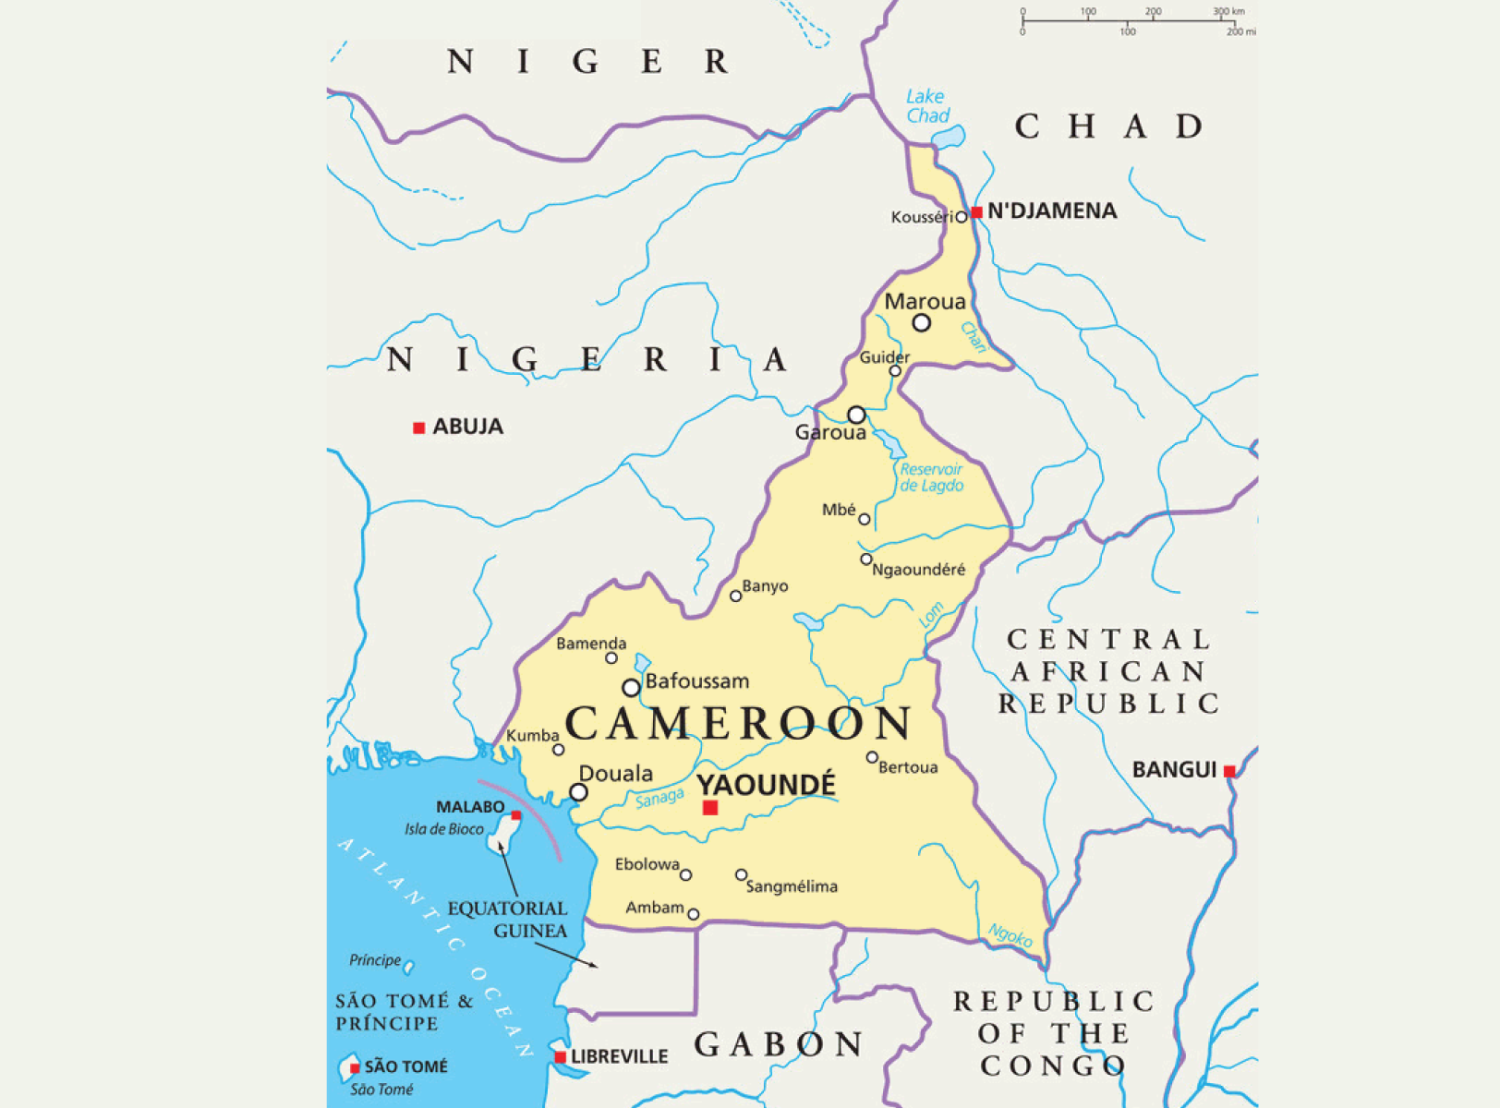 0 100 200 300 km
0 100 200 mi
NIGER
Lake
Chad
CHAD
Kousséri
N'DJAMENA
Maroua
Chari
NIGERIA
Guider
ABUJA
Garoua
Reservoir
de Lagdo
Mbé
Ngaoundéré
Banyo
Lom
CENTRAL
AFRICAN
REPUBLIC
Bamenda
Bafoussam
CAMEROON
Kumba
Bertoua
BANGUI
Douala
YAOUNDÉ
Sanaga
MALABO
Isla de Bioco
ATLANTIC OCEAN
Ebolowa
Sangmélima
Ambam
EQUATORIAL
GUINEA
Ngoko
Príncipe
SÃO TOMÉ &
PRÍNCIPE
REPUBLIC
OF THE
CONGO
GABON
LIBREVILLE
SÃO TOMÉ
São Tomé